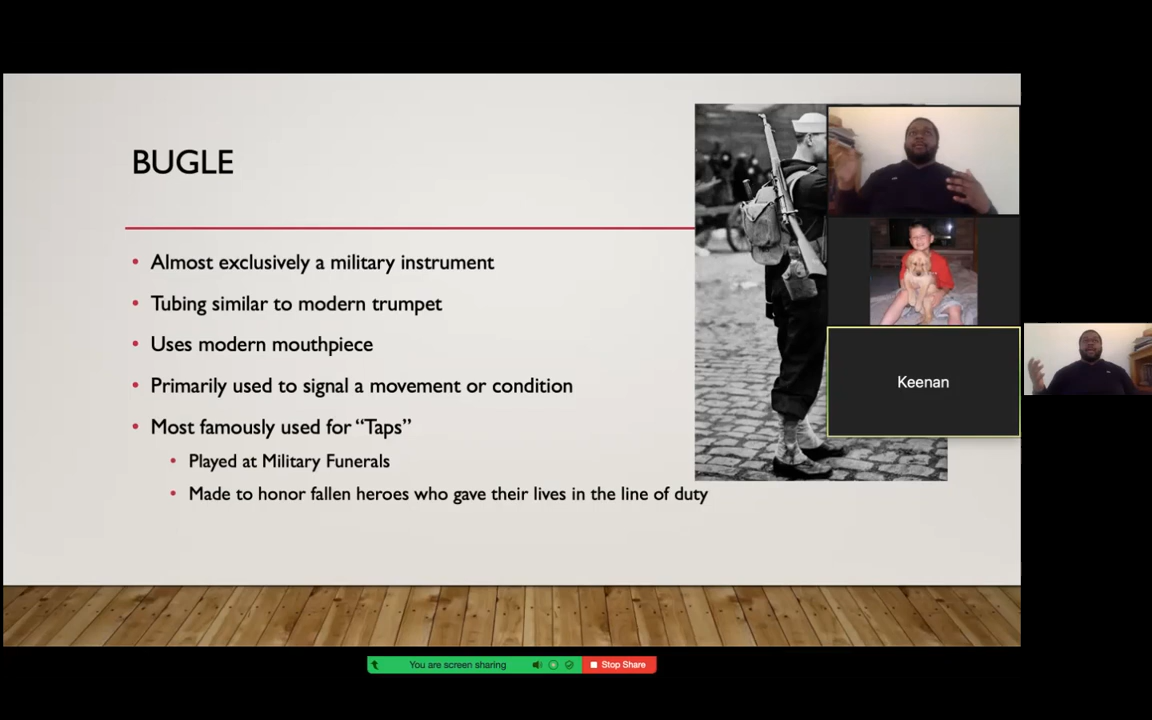 BUGLE
• Almost exclusively a military instrument
• Tubing similar to modern trumpet
• Uses modern mouthpiece
• Primarily used to signal a movement or condition
• Most famously used for “Taps”
• Played at Military Funerals
• Made to honor fallen heroes who gave their lives in the line of duty
Keenan
You are screen sharing
Stop Share